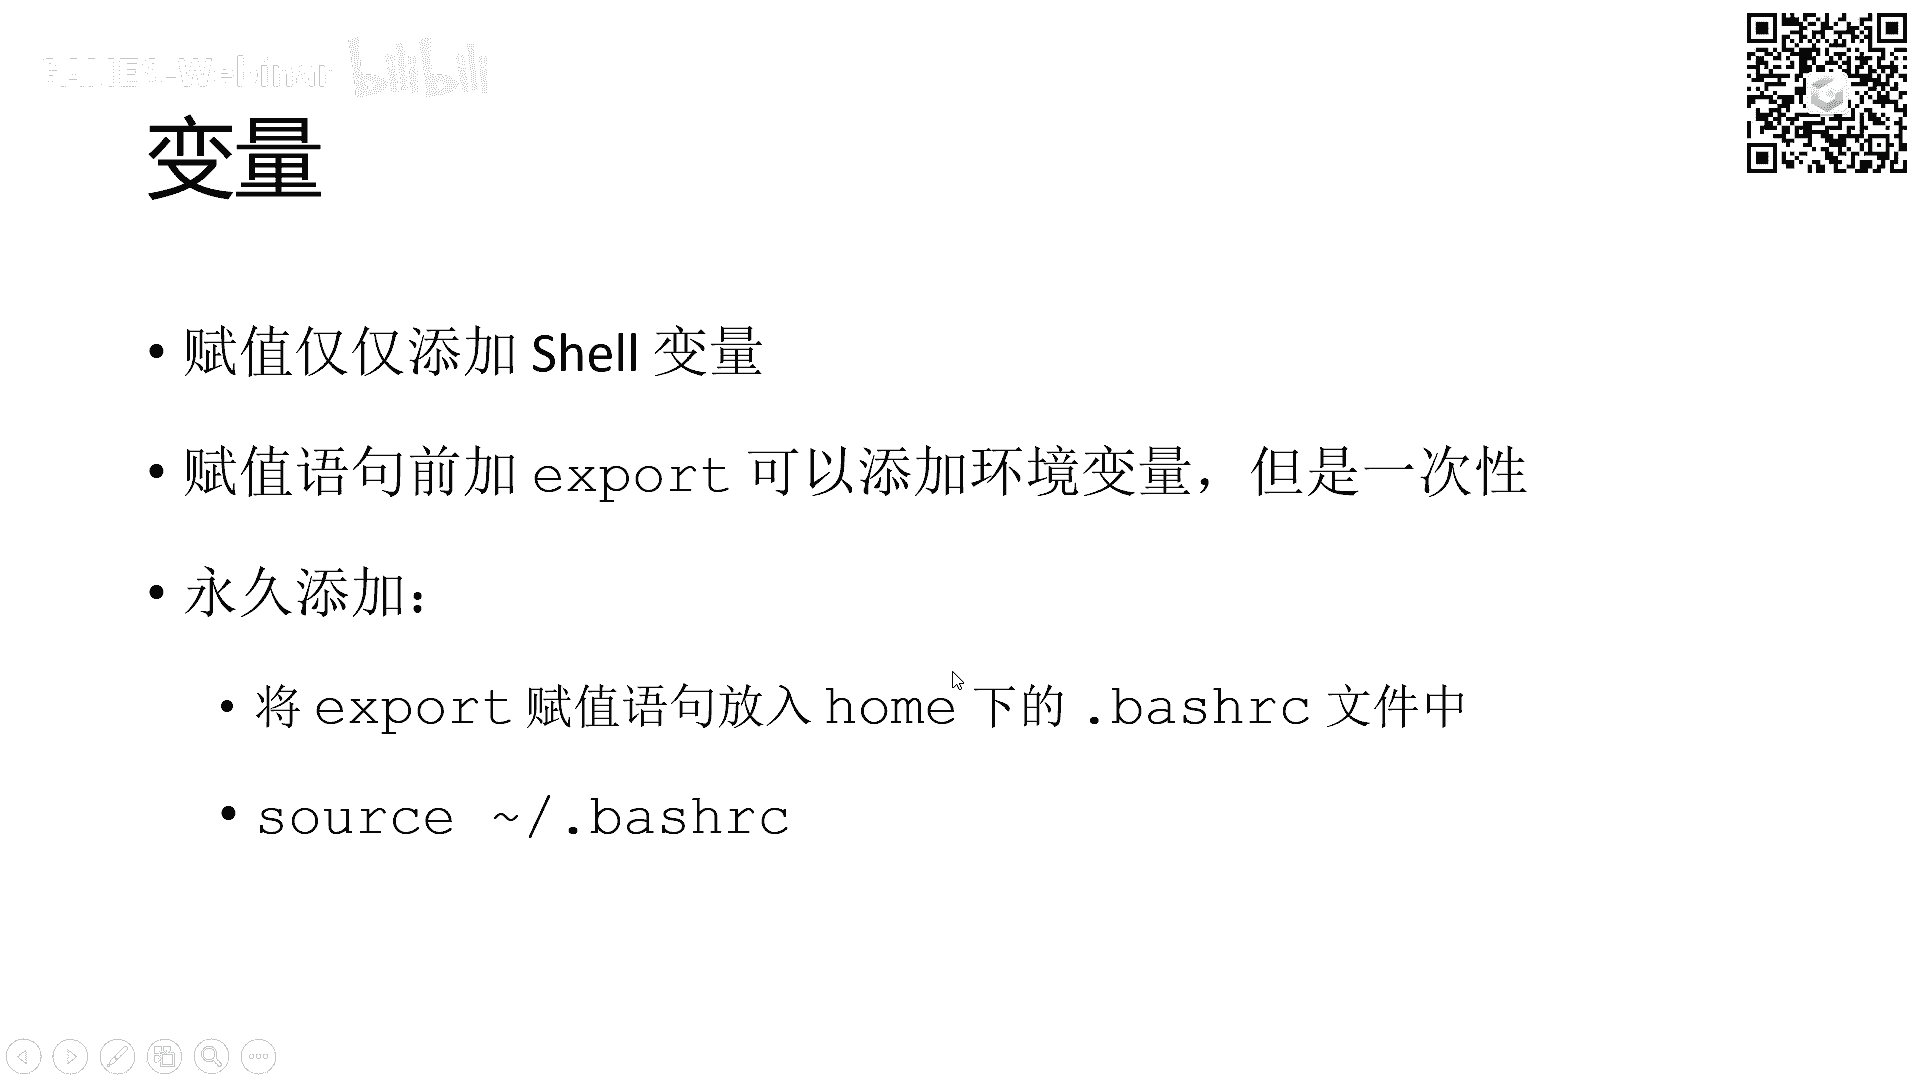 GAMES-Webinar bilibili
变量
• 赋值仅仅添加 Shell 变量
• 赋值语句前加 export 可以添加环境变量，但是一次性
• 永久添加：
• 将 export 赋值语句放入 home 下的 .bashrc 文件中
• source ~/.bashrc